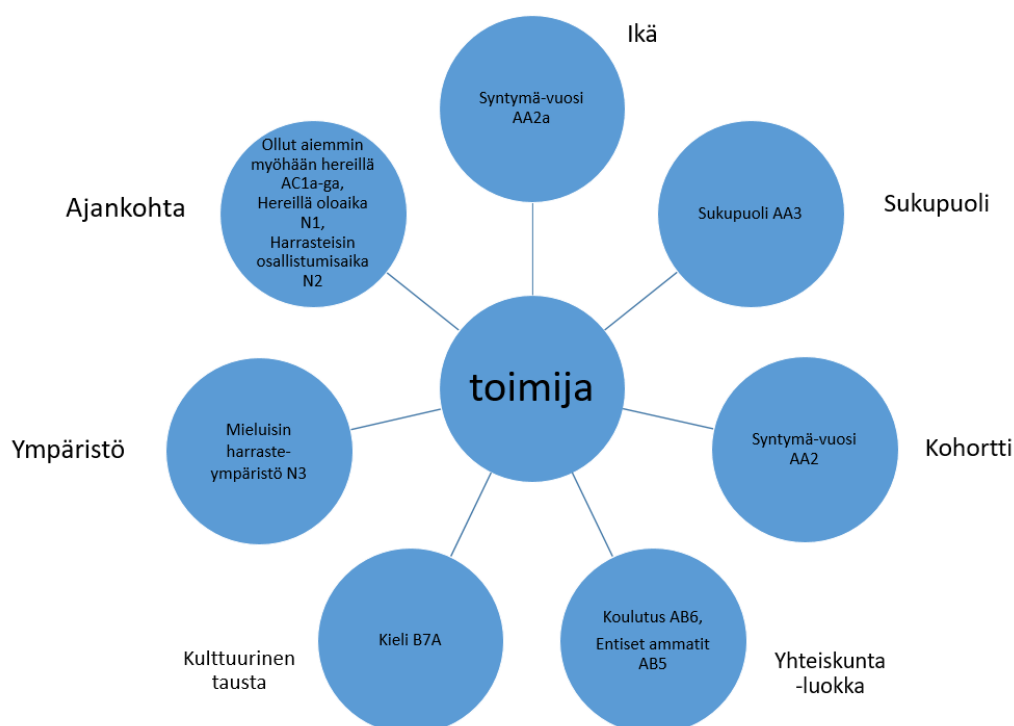 Ikä
Syntymä-vuosi
AA2a
Sukupuoli
Sukupuoli AA3
Kohortti
Syntymä-vuosi
AA2
Yhteiskunta
-luokka
Koulutus AB6,
Entiset ammatit
AB5
Kulttuurinen
tausta
Kieli B7A
Ympäristö
Mieluisin
harraste-
ympäristö N3
Ajankohta
Ollut aiemmin
myöhään hereillä
AC1a-ga,
Hereillä oloaika
N1,
Harrasteisin
osallistumisaika
N2
toimija